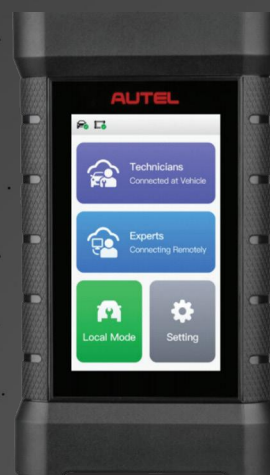 AUTEL
Technicians
Connected at Vehicle
Experts
Connecting Remotely
Local Mode
Setting